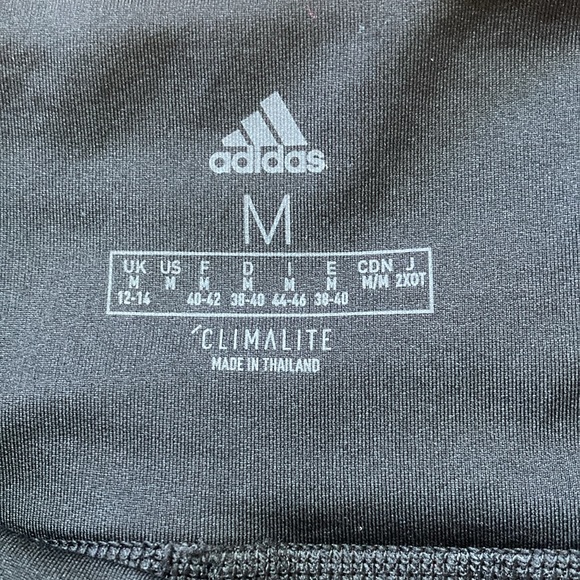 adidas
M
UK US F D I E CDN J
M M M M M M M/M 2XOT
12-14 40-42 38-40 44-46 38-40
CLIMALITE
MADE IN THAILAND